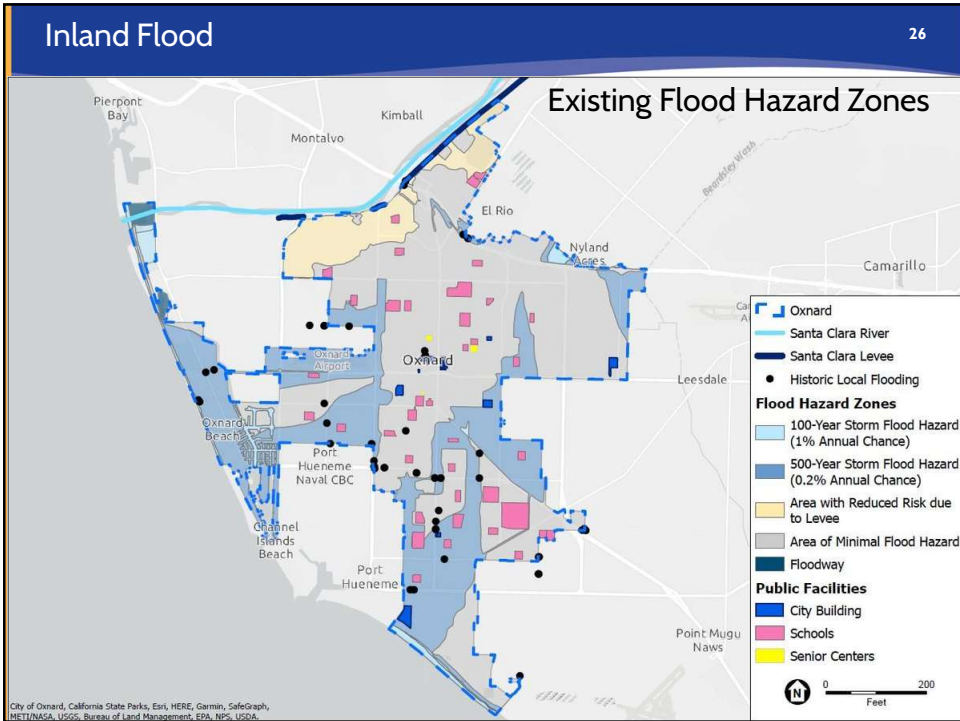 Inland Flood
26
Existing Flood Hazard Zones
Pierpont
Bay
Kimball
Montalvo
Beardsley Wash
El Rio
Nyland
Acres
Camarillo
Oxnard
Airport
Oxnard
Leesdale
Oxnard
Beach
Port
Hueneme
Naval CBC
Channel
Islands
Beach
Port
Hueneme
Point Mugu
Naws
Oxnard
Santa Clara River
Santa Clara Levee
Historic Local Flooding
Flood Hazard Zones
100-Year Storm Flood Hazard
(1% Annual Chance)
500-Year Storm Flood Hazard
(0.2% Annual Chance)
Area with Reduced Risk due
to Levee
Area of Minimal Flood Hazard
Floodway
Public Facilities
City Building
Schools
Senior Centers
N
0 200
Feet
City of Oxnard, California State Parks, Esri, HERE, Garmin, SafeGraph,
METI/NASA, USGS, Bureau of Land Management, EPA, NPS, USDA.